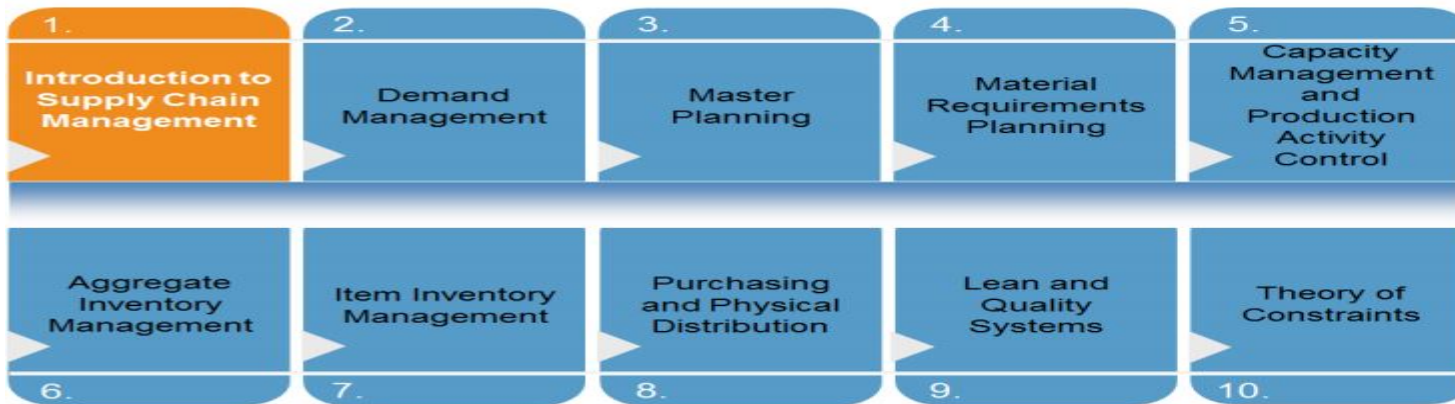 1.
Introduction to
Supply Chain
Management
2.
Demand
Management
3.
Master
Planning
4.
Material
Requirements
Planning
5.
Capacity
Management
and
Production
Activity
Control
Aggregate
Inventory
Management
6.
Item Inventory
Management
7.
Purchasing
and Physical
Distribution
8.
Lean and
Quality
Systems
9.
Theory of
Constraints
10.